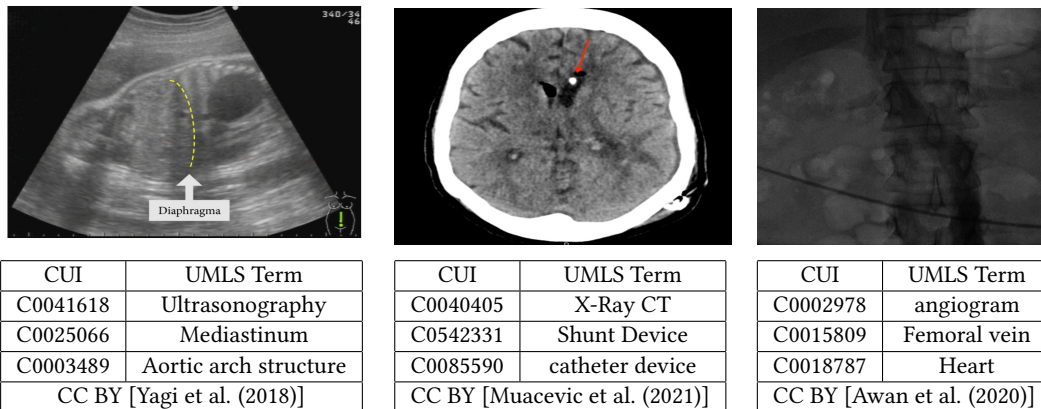 340/34
46
Diaphragma
CUI UMLS Term
C0041618 Ultrasonography
C0025066 Mediastinum
C0003489 Aortic arch structure
CC BY [Yagi et al. (2018)]
CUI UMLS Term
C0040405 X-Ray CT
C0542331 Shunt Device
C0085590 catheter device
CC BY [Muacevic et al. (2021)]
CUI UMLS Term
C0002978 angiogram
C0015809 Femoral vein
C0018787 Heart
CC BY [Awan et al. (2020)]